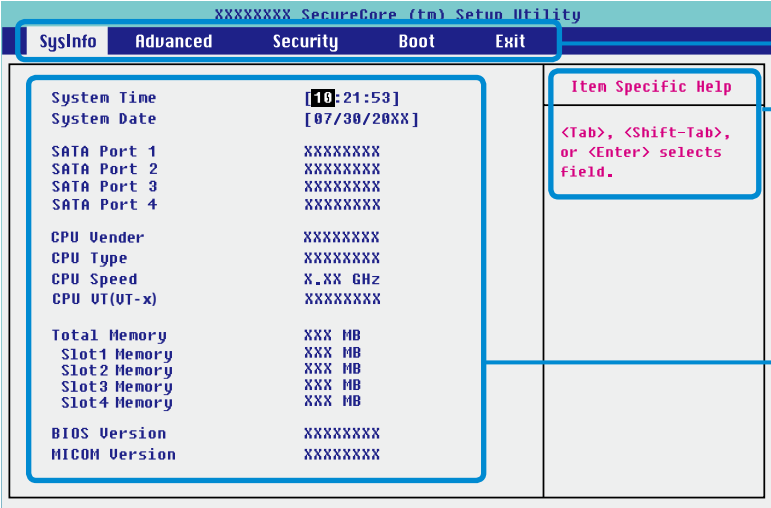 XXXXXXXX SecureCore (tm) Setup Utility
SysInfo Advanced Security Boot Exit
System Time [10:21:53]
System Date [07/30/20XX]
SATA Port 1 XXXXXXXX
SATA Port 2 XXXXXXXX
SATA Port 3 XXXXXXXX
SATA Port 4 XXXXXXXX
CPU Vender XXXXXXXX
CPU Type XXXXXXXX
CPU Speed X.XX GHz
CPU VT(VT-x) XXXXXXXX
Total Memory XXX MB
Slot1 Memory XXX MB
Slot2 Memory XXX MB
Slot3 Memory XXX MB
Slot4 Memory XXX MB
BIOS Version XXXXXXXX
MICOM Version XXXXXXXX
Item Specific Help
<Tab>, <Shift-Tab>,
or <Enter> selects
field.